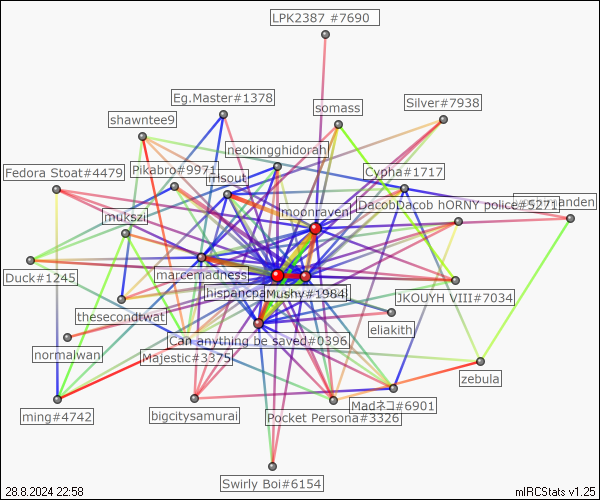 LPK2387 #7690
Eg.Master#1378
somass
Silver#7938
shawntee9
neokingghidorah
Fedora Stoat#4479
Pikabro#9971
Cypha#1717
DacobDacob hORNY police#5271
mukszi
moonraven
marcemadness
Duck#1245
Mushy#1984
JKOUYH VIII#7034
thesecondtwat
eliakith
Can anything be saved#0396
normalwan
Majestic#3375
zebula
ming#4742
bigcitysamurai
Pocket Persona#3326
Madネコ#6901
Swirly Boi#6154
28.8.2024 22:58
mIRCStats v1.25